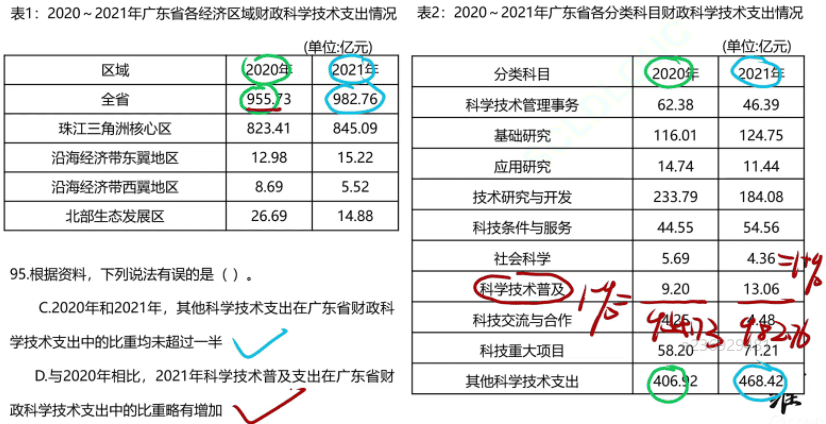 表1：2020～2021年广东省各经济区域财政科学技术支出情况
(单位:亿元)
区域 2020年 2021年
全省 955.73 982.76
珠江三角洲核心区 823.41 845.09
沿海经济带东翼地区 12.98 15.22
沿海经济带西翼地区 8.69 5.52
北部生态发展区 26.69 14.88
95.根据资料，下列说法有误的是（ ）。
C.2020年和2021年，其他科学技术支出在广东省财政科
学技术支出中的比重均未超过一半
D.与2020年相比，2021年科学技术普及支出在广东省财
政科学技术支出中的比重略有增加
表2：2020～2021年广东省各分类科目财政科学技术支出情况
(单位:亿元)
分类科目 2020年 2021年
科学技术管理事务 62.38 46.39
基础研究 116.01 124.75
应用研究 14.74 11.44
技术研究与开发 233.79 184.08
科技条件与服务 44.55 54.56
社会科学 5.69 4.36
科学技术普及 9.20 13.06
科技交流与合作 4.25 4.48
科技重大项目 58.20 71.21
其他科学技术支出 406.92 468.42
982.76